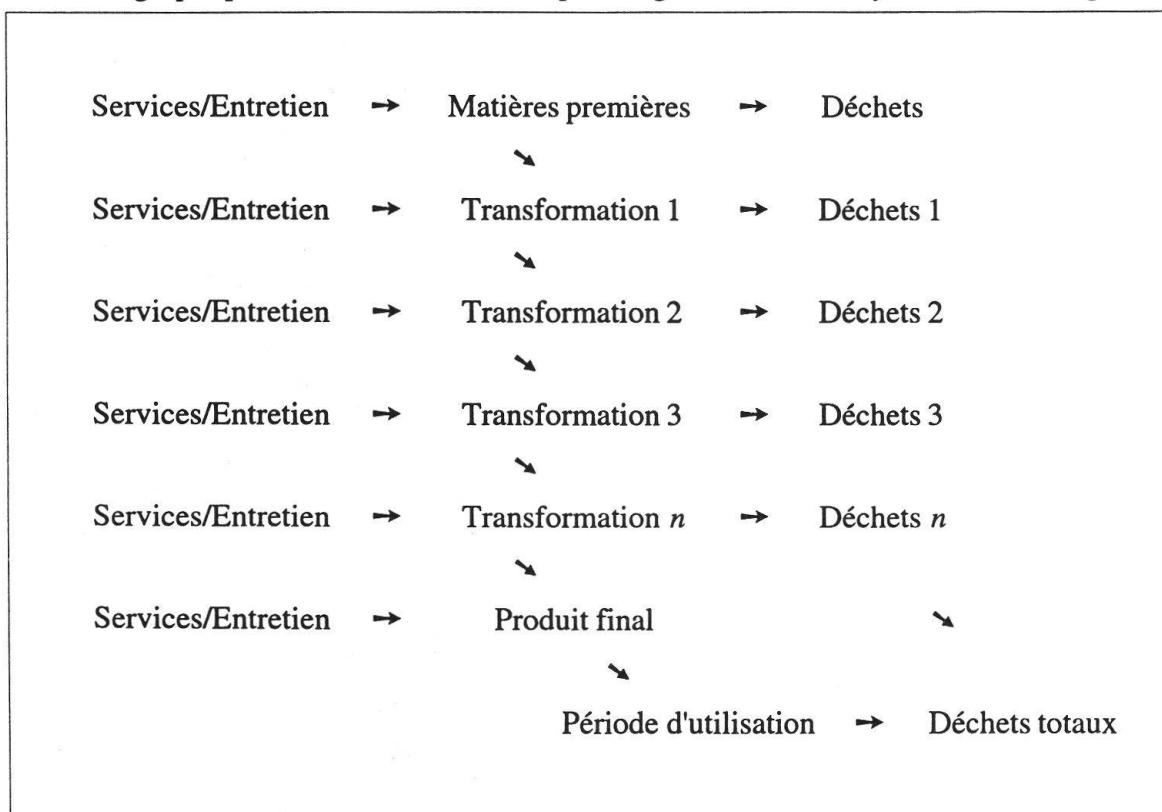 Services/Entretien → Matières premières → Déchets
↘
Services/Entretien → Transformation 1 → Déchets 1
↘
Services/Entretien → Transformation 2 → Déchets 2
↘
Services/Entretien → Transformation 3 → Déchets 3
↘
Services/Entretien → Transformation n → Déchets n
↘
Services/Entretien → Produit final ↘
↘
Période d'utilisation → Déchets totaux